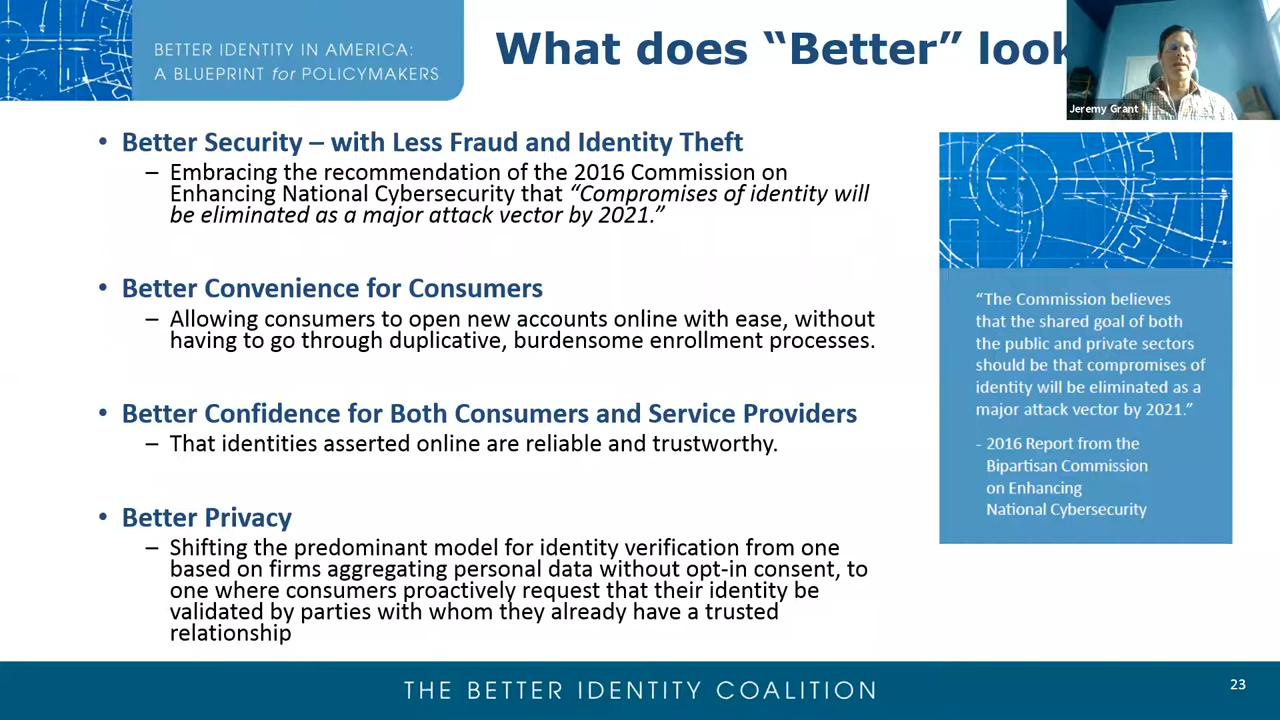 BETTER IDENTITY IN AMERICA:
A BLUEPRINT for POLICYMAKERS
What does “Better” look
Jeremy Grant
• Better Security – with Less Fraud and Identity Theft
– Embracing the recommendation of the 2016 Commission on
Enhancing National Cybersecurity that “Compromises of identity will
be eliminated as a major attack vector by 2021.”
• Better Convenience for Consumers
– Allowing consumers to open new accounts online with ease, without
having to go through duplicative, burdensome enrollment processes.
• Better Confidence for Both Consumers and Service Providers
– That identities asserted online are reliable and trustworthy.
• Better Privacy
– Shifting the predominant model for identity verification from one
based on firms aggregating personal data without opt-in consent, to
one where consumers proactively request that their identity be
validated by parties with whom they already have a trusted
relationship
“The Commission believes
that the shared goal of both
the public and private sectors
should be that compromises of
identity will be eliminated as a
major attack vector by 2021.”
- 2016 Report from the
Bipartisan Commission
on Enhancing
National Cybersecurity
THE BETTER IDENTITY COALITION
23